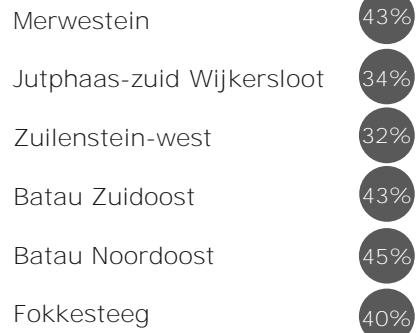 Merwestein 43%
Jutphaas-zuid Wijkersloot 34%
Zuilenstein-west 32%
Batau Zuidoost 43%
Batau Noordoost 45%
Fokkesteeg 40%